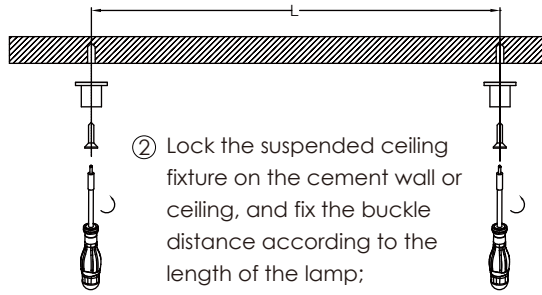 L
② Lock the suspended ceiling
fixture on the cement wall or
ceiling, and fix the buckle
distance according to the
length of the lamp;